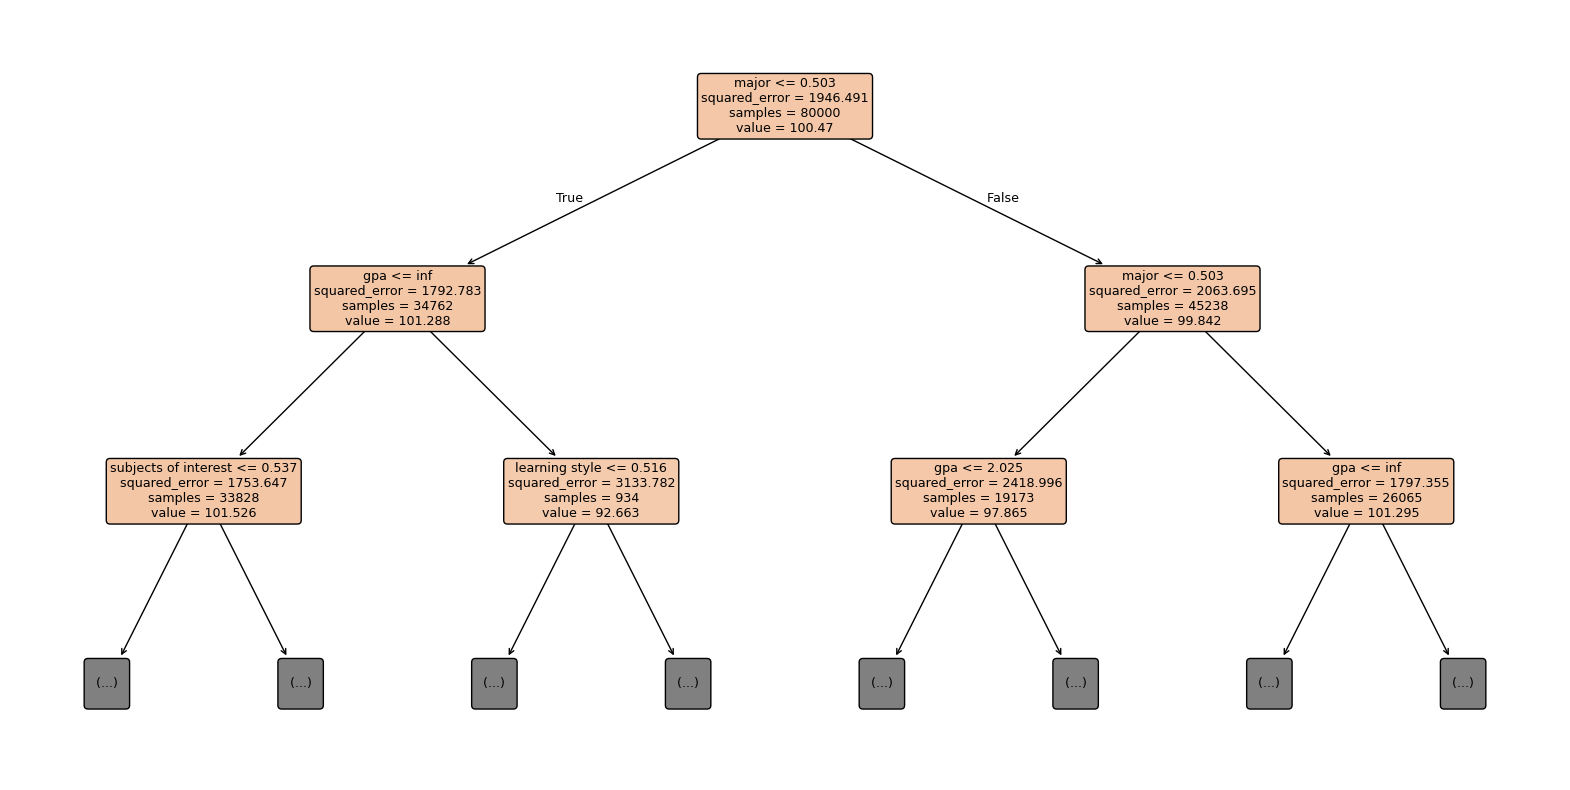 major <= 0.503
squared_error = 1946.491
samples = 80000
value = 100.47
True
False
gpa <= inf
squared_error = 1792.783
samples = 34762
value = 101.288
major <= 0.503
squared_error = 2063.695
samples = 45238
value = 99.842
subjects of interest <= 0.537
squared_error = 1753.647
samples = 33828
value = 101.526
learning style <= 0.516
squared_error = 3133.782
samples = 934
value = 92.663
gpa <= 2.025
squared_error = 2418.996
samples = 19173
value = 97.865
gpa <= inf
squared_error = 1797.355
samples = 26065
value = 101.295
(...)
(...)
(...)
(...)
(...)
(...)
(...)
(...)